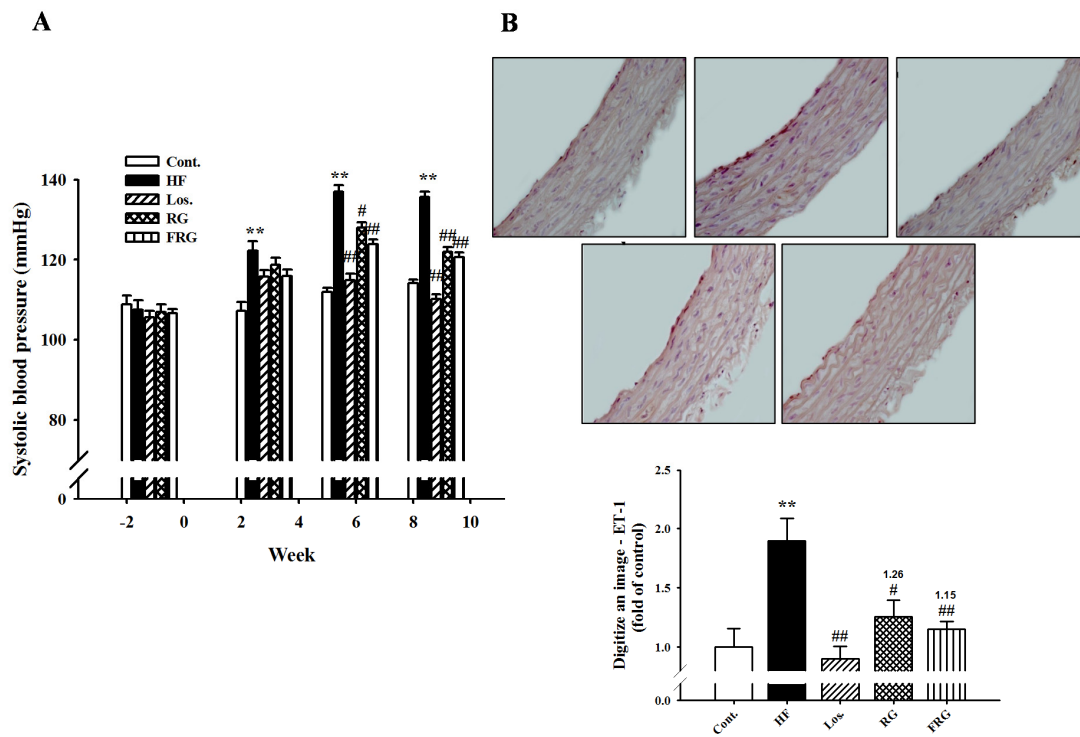 A
B
Cont.
HF
Los.
RG
FRG
140
120
100
80
0
Systolic blood pressure (mmHg)
**
**
##
#
##
**
##
##
##
-2
0
2
4
6
8
10
Week
2.5
2.0
1.5
1.0
0.0
Digitize an image - ET-1
(fold of control)
**
##
1.26
#
1.15
##
Cont.
HF
Los.
RG
FRG